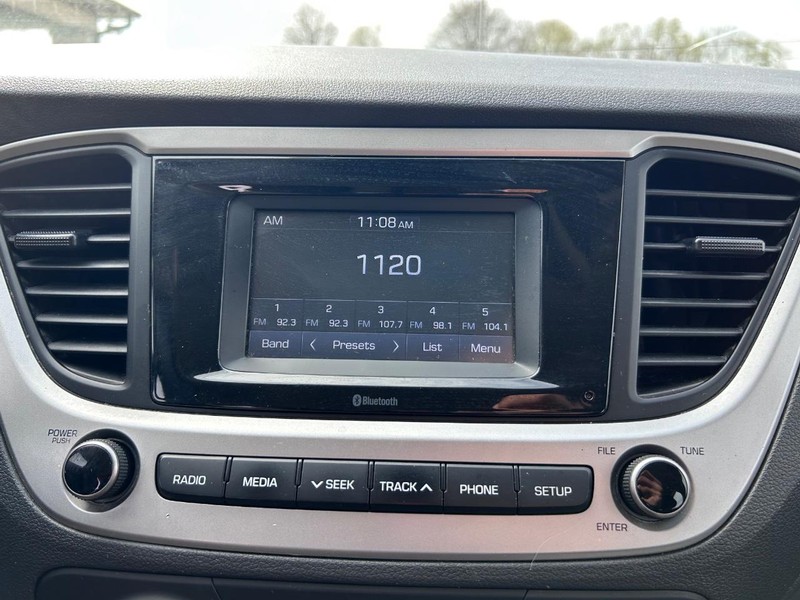 AM 11:08 AM
1120
1 2 3 4 5
FM 92.3 FM 92.3 FM 107.7 FM 98.1 FM 104.1
Band < Presets > List Menu
Bluetooth
POWER
PUSH
FILE TUNE
RADIO MEDIA SEEK TRACK PHONE SETUP
ENTER